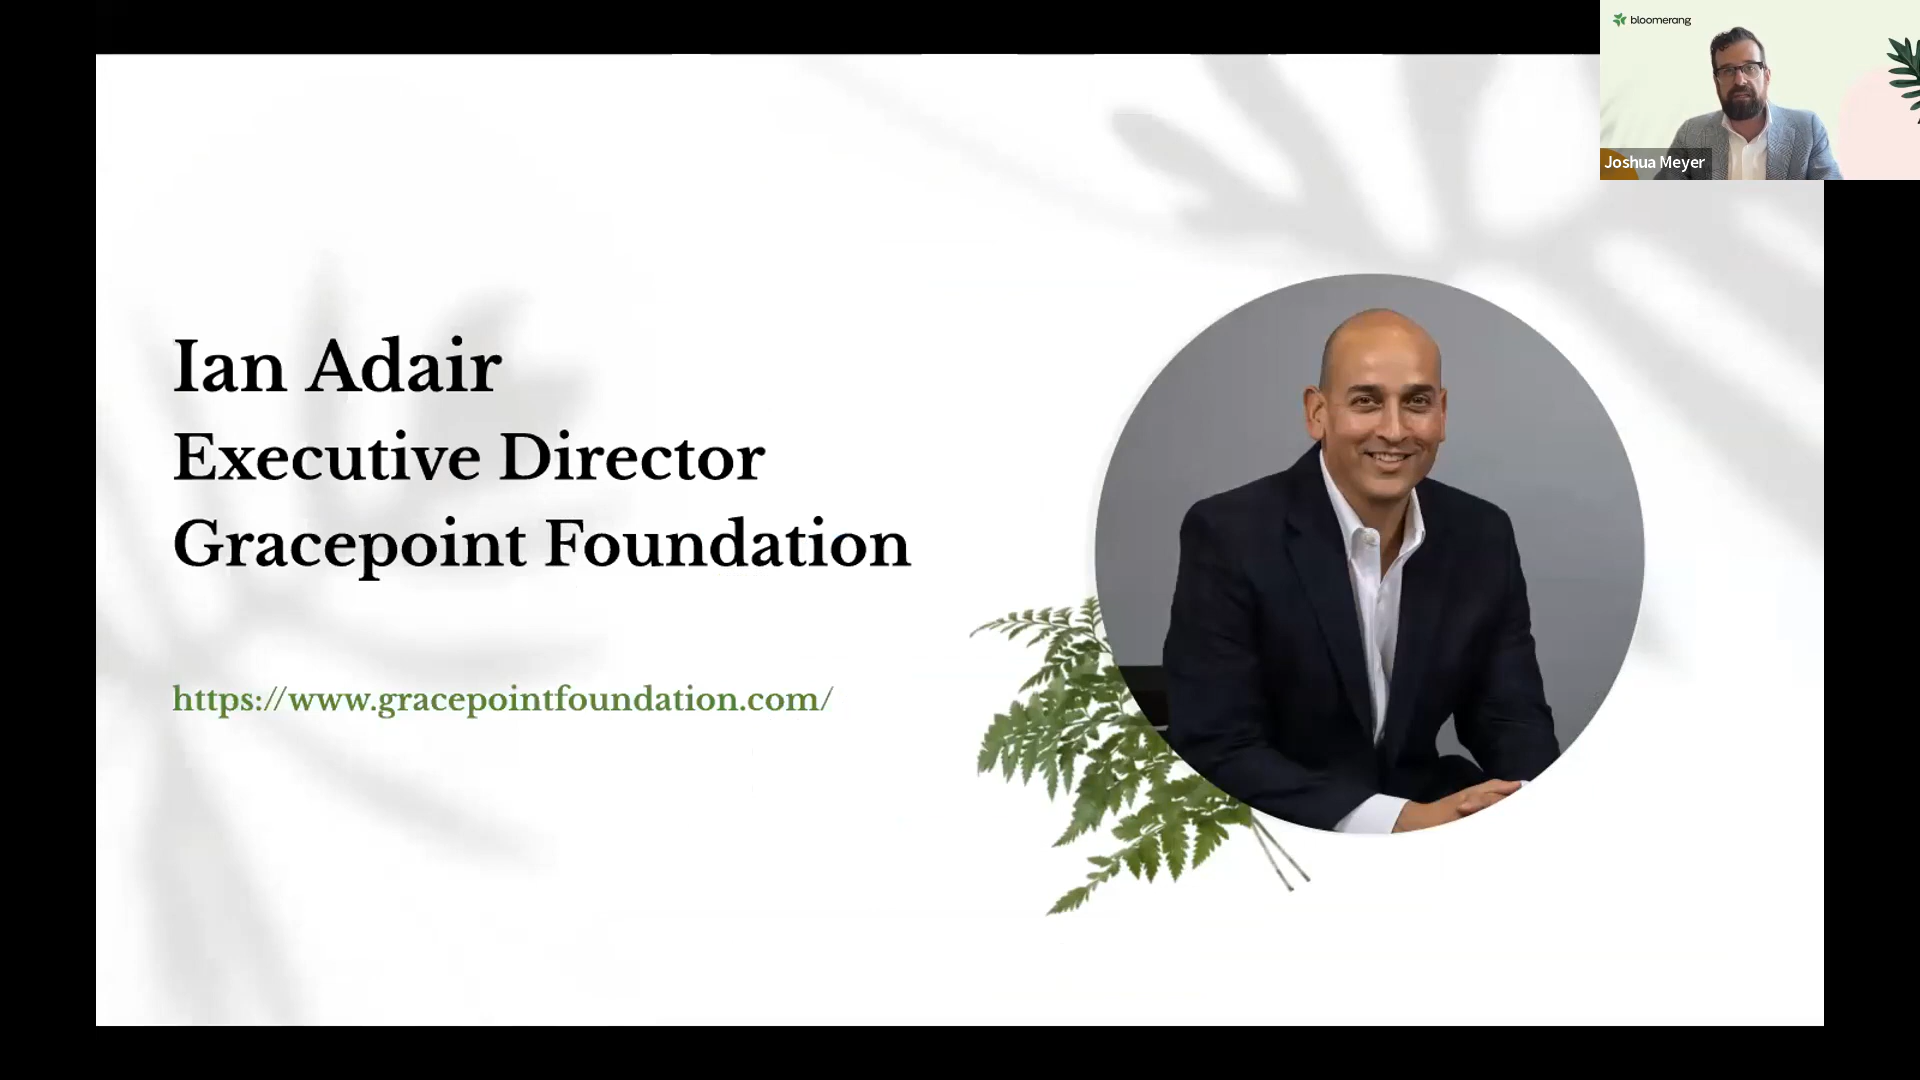 bloomerang
Joshua Meyer
Ian Adair
Executive Director
Gracepoint Foundation
https://www.gracepointfoundation.com/